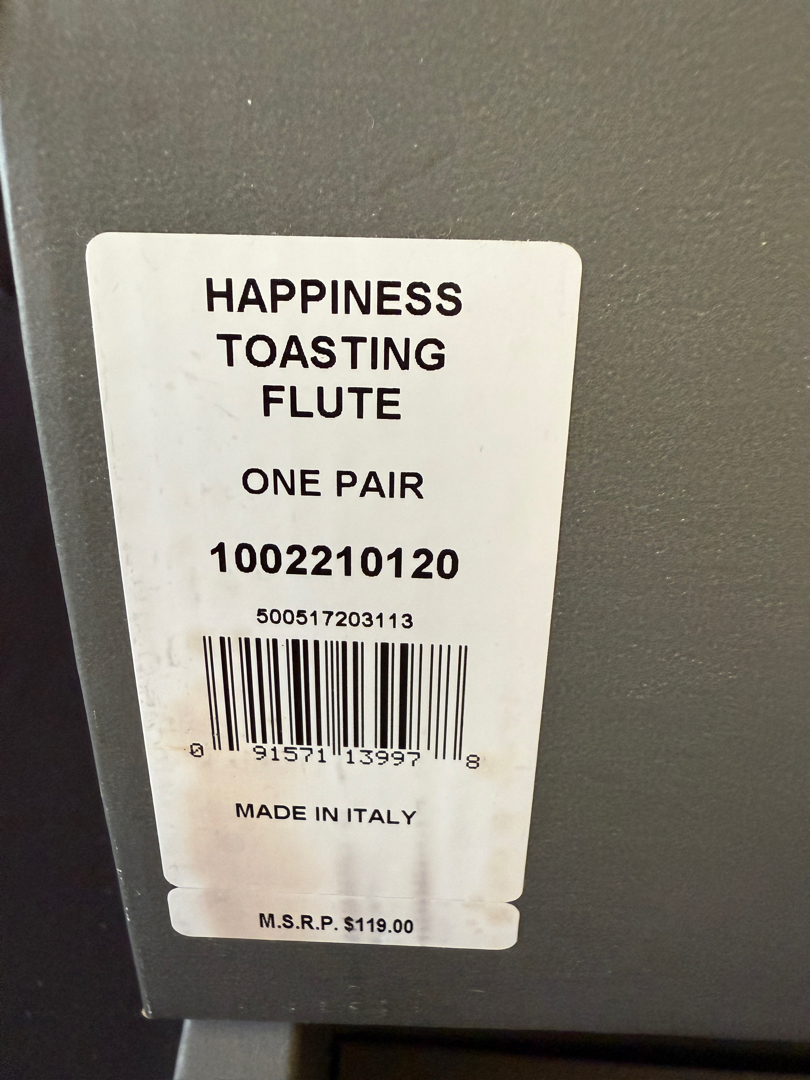 HAPPINESS
TOASTING
FLUTE
ONE PAIR
1002210120
500517203113
0 91571 13997 8
MADE IN ITALY
M.S.R.P. $119.00